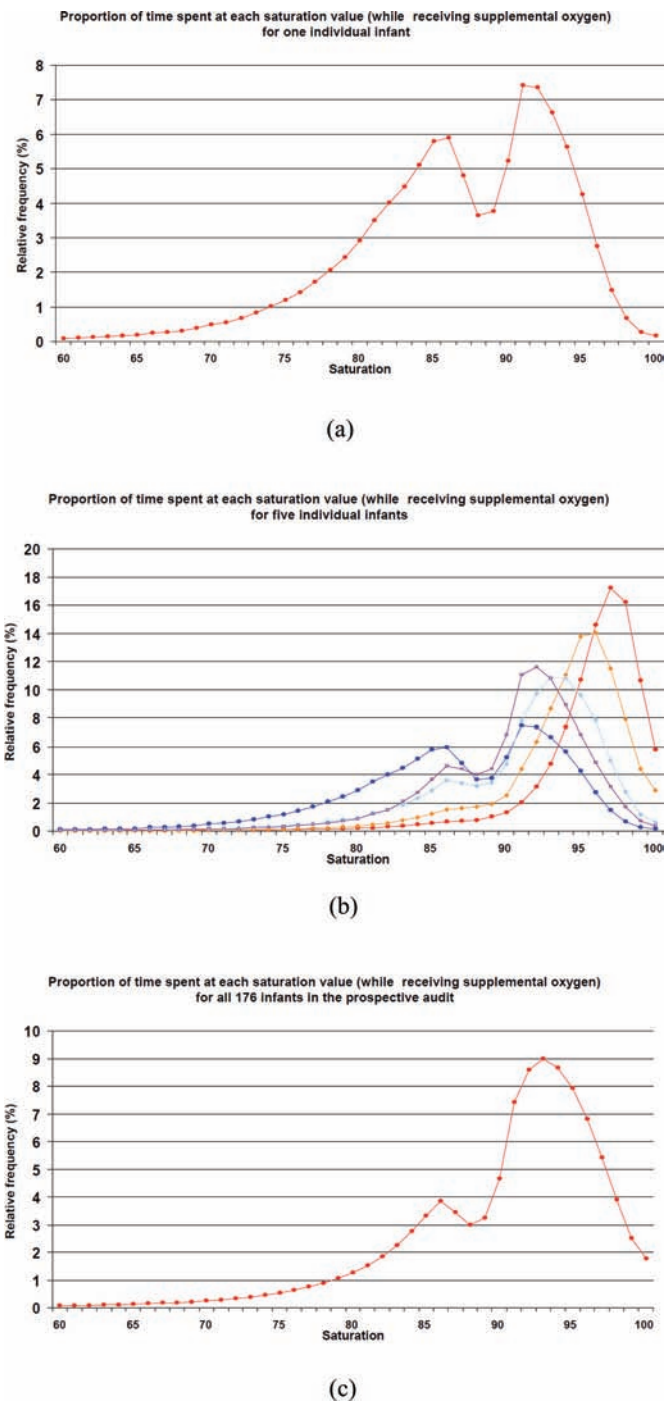 Proportion of time spent at each saturation value (while receiving supplemental oxygen)
for one individual infant
Relative frequency (%)
8
7
6
5
4
3
2
1
0
60 65 70 75 80 85 90 95 100
Saturation
(a)
Proportion of time spent at each saturation value (while receiving supplemental oxygen)
for five individual infants
Relative frequency (%)
20
18
16
14
12
10
8
6
4
2
0
60 65 70 75 80 85 90 95 100
Saturation
(b)
Proportion of time spent at each saturation value (while receiving supplemental oxygen)
for all 176 infants in the prospective audit
Relative frequency (%)
10
9
8
7
6
5
4
3
2
1
0
60 65 70 75 80 85 90 95 100
Saturation
(c)